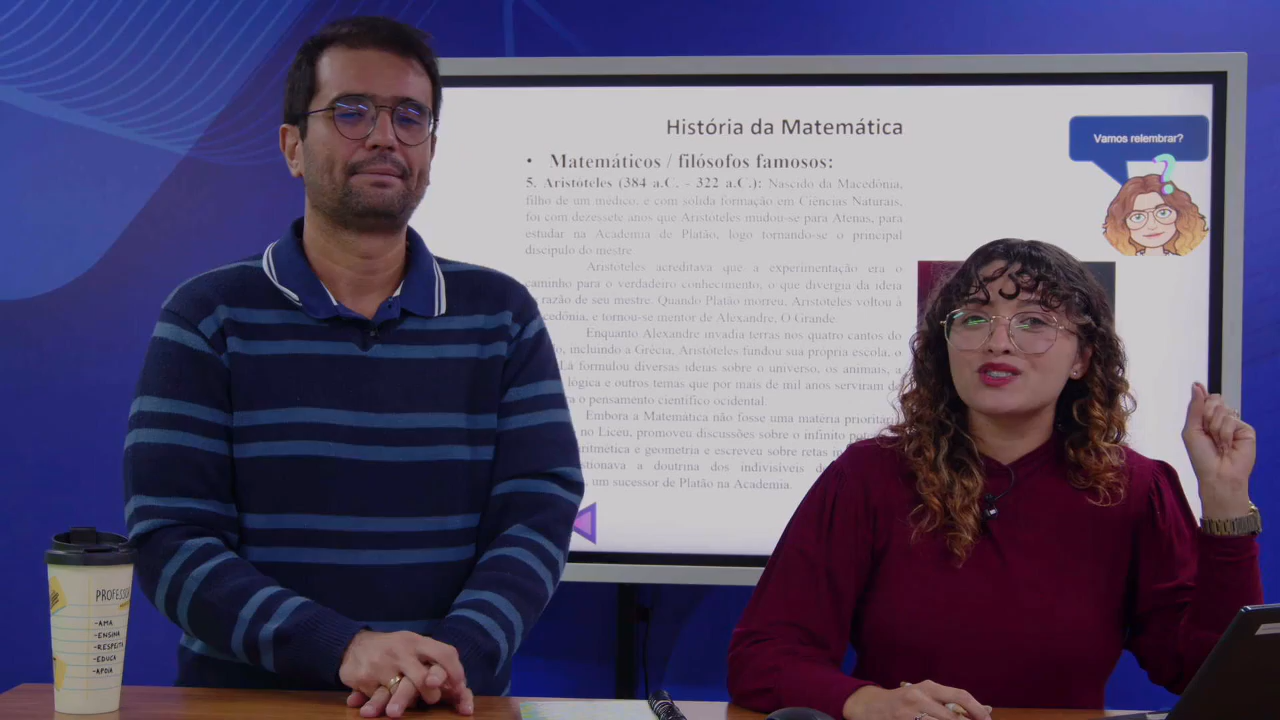 História da Matemática
Vamos relembrar?
• Matemáticos / filósofos famosos:
5. Aristóteles (384 a.C. - 322 a.C.): Nascido da Macedônia,
filho de um médico, e com sólida formação em Ciências Naturais,
foi com dezessete anos que Aristóteles mudou-se para Atenas, para
estudar na Academia de Platão, logo tornando-se o principal
discípulo do mestre
Aristóteles acreditava que a experimentação era o
caminho para o verdadeiro conhecimento, o que divergia da ideia
razão de seu mestre. Quando Platão morreu, Aristóteles voltou à
cedônia, e tornou-se mentor de Alexandre, O Grande.
Enquanto Alexandre invadia terras nos quatro cantos do
incluindo a Grécia, Aristóteles fundou sua própria escola, o
Lá formulou diversas ideias sobre o universo, os animais, a
lógica e outros temas que por mais de mil anos serviram de
o pensamento científico ocidental.
Embora a Matemática não fosse uma matéria prioritári
no Liceu, promoveu discussões sobre o infinito
aritmética e geometria e escreveu sobre retas
stionava a doutrina dos indivisíveis de
um sucessor de Platão na Academia.
PROFESSO
-AMA
-ENSINA
-RESPEITA
-EDUCA
-APOIA